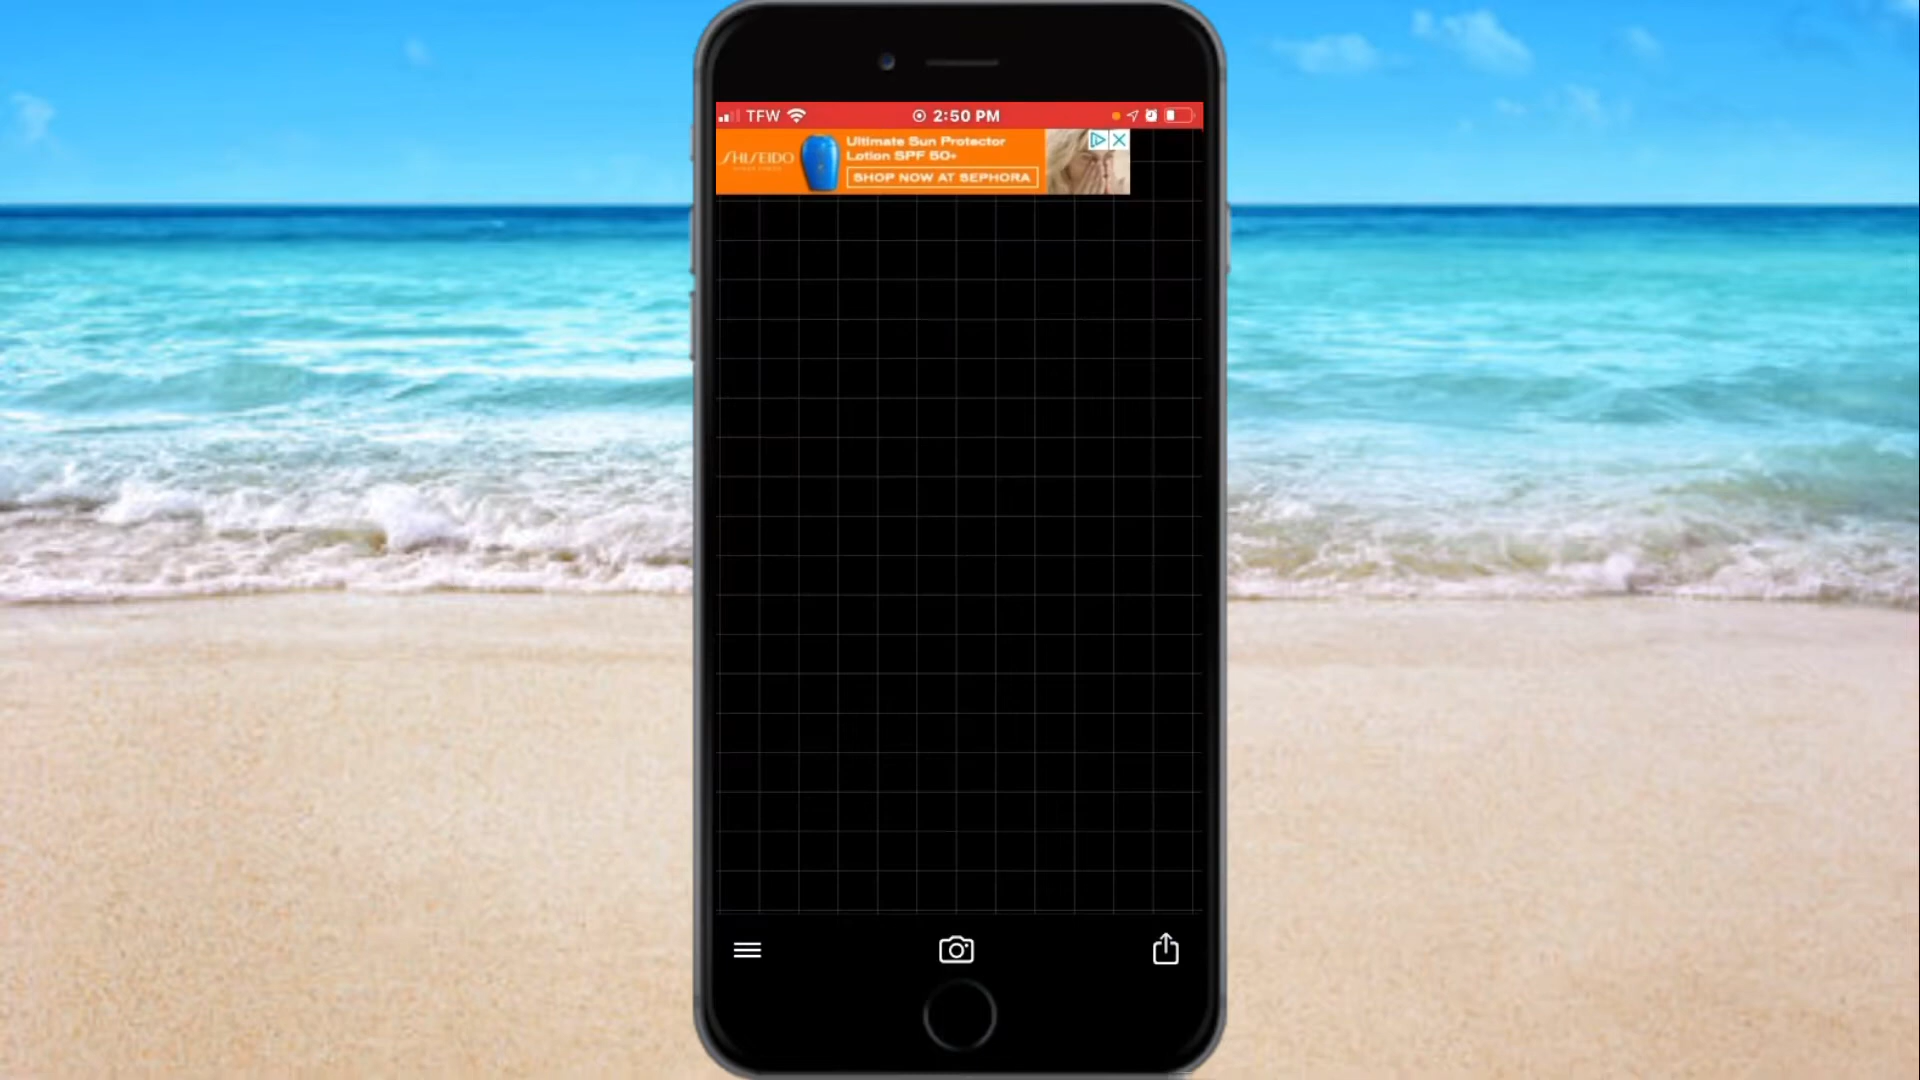 TFW
2:50 PM
SHISEIDO
Ultimate Sun Protector
Lotion SPF 50+
SHOP NOW AT SEPHORA